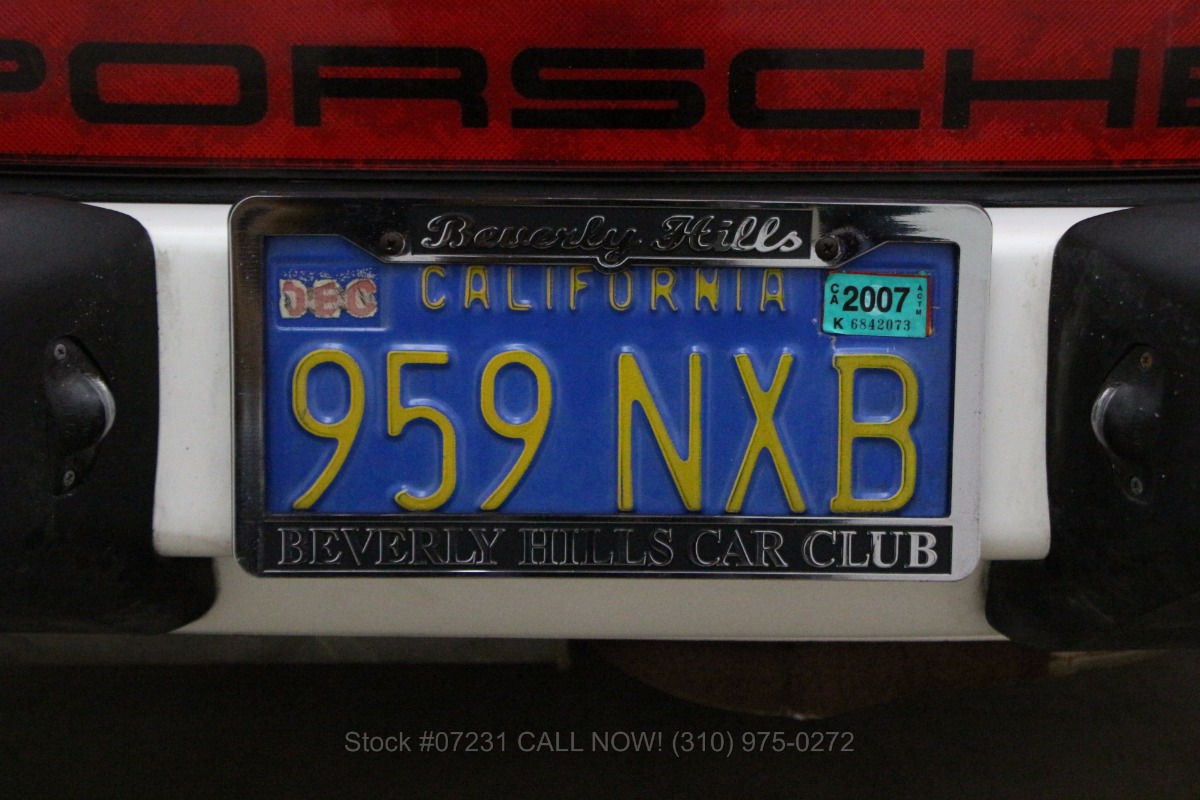 PORSCHE
Beverly Hills
DEC CALIFORNIA CA 2007 ACTM
K 6842073
959 NXB
BEVERLY HILLS CAR CLUB
Stock #07231 CALL NOW! (310) 975-0272